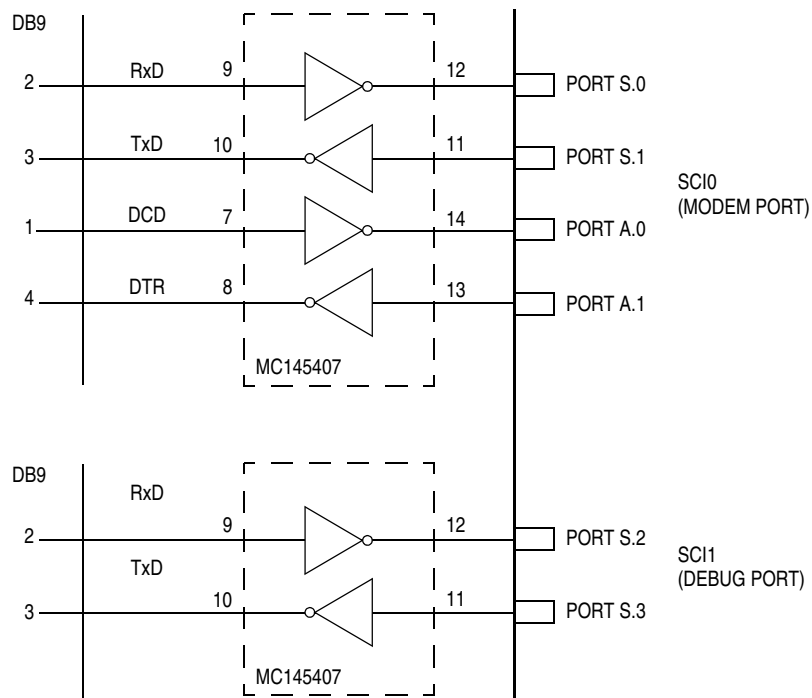 DB9
2 RxD 9 12 PORT S.0
3 TxD 10 11 PORT S.1
1 DCD 7 14 PORT A.0
4 DTR 8 13 PORT A.1
SCI0
(MODEM PORT)
MC145407
DB9
2 RxD 9 12 PORT S.2
3 TxD 10 11 PORT S.3
SCI1
(DEBUG PORT)
MC145407